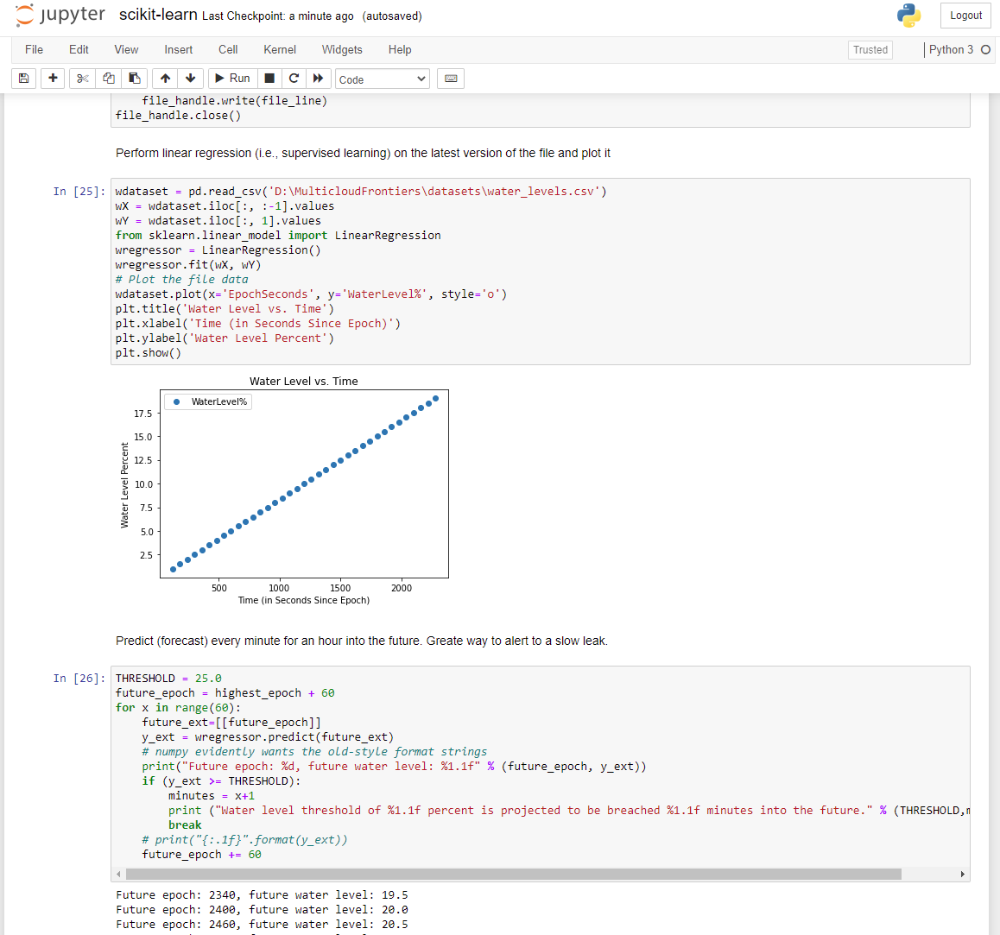 jupyter scikit-learn Last Checkpoint: a minute ago (autosaved)
Logout
File Edit View Insert Cell Kernel Widgets Help
Trusted
Python 3
Run
Code
file_handle.write(file_line)
file_handle.close()
Perform linear regression (i.e., supervised learning) on the latest version of the file and plot it
In [25]:
wdataset = pd.read_csv('D:\MulticloudFrontiers\datasets\water_levels.csv')
wX = wdataset.iloc[:, :-1].values
wY = wdataset.iloc[:, 1].values
from sklearn.linear_model import LinearRegression
wregressor = LinearRegression()
wregressor.fit(wX, wY)
# Plot the file data
wdataset.plot(x='EpochSeconds', y='WaterLevel%', style='o')
plt.title('Water Level vs. Time')
plt.xlabel('Time (in Seconds Since Epoch)')
plt.ylabel('Water Level Percent')
plt.show()
Water Level vs. Time
WaterLevel%
Water Level Percent
17.5
15.0
12.5
10.0
7.5
5.0
2.5
500 1000 1500 2000
Time (in Seconds Since Epoch)
Predict (forecast) every minute for an hour into the future. Greate way to alert to a slow leak.
In [26]:
THRESHOLD = 25.0
future_epoch = highest_epoch + 60
for x in range(60):
    future_ext=[[future_epoch]]
    y_ext = wregressor.predict(future_ext)
    # numpy evidently wants the old-style format strings
    print("Future epoch: %d, future water level: %1.1f" % (future_epoch, y_ext))
    if (y_ext >= THRESHOLD):
        minutes = x+1
        print ("Water level threshold of %1.1f percent is projected to be breached %1.1f minutes into the future." % (THRESHOLD,
        break
    # print("{:.1f}".format(y_ext))
    future_epoch += 60
Future epoch: 2340, future water level: 19.5
Future epoch: 2400, future water level: 20.0
Future epoch: 2460, future water level: 20.5